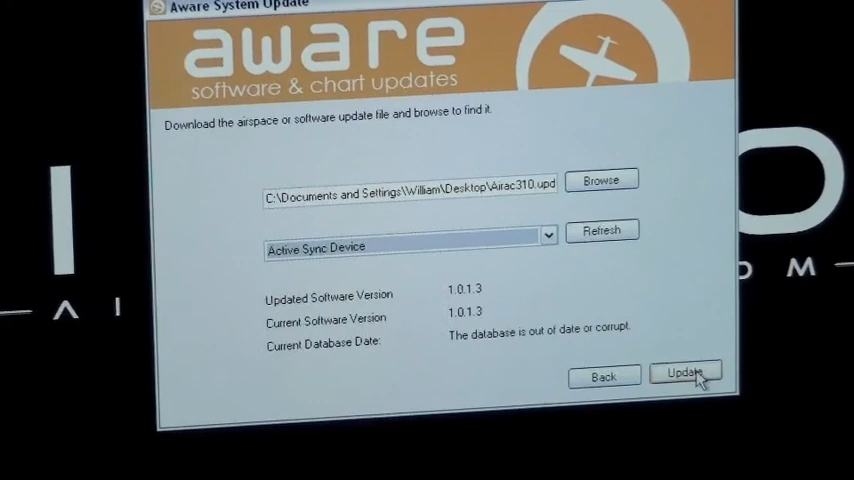 Aware System Update
aware
software & chart updates
Download the airspace or software update file and browse to find it.
C:\Documents and Settings\William\Desktop\Airac310.upd
Browse
Active Sync Device
Refresh
Updated Software Version 1.0.1.3
Current Software Version 1.0.1.3
Current Database Date: The database is out of date or corrupt.
Back
Update